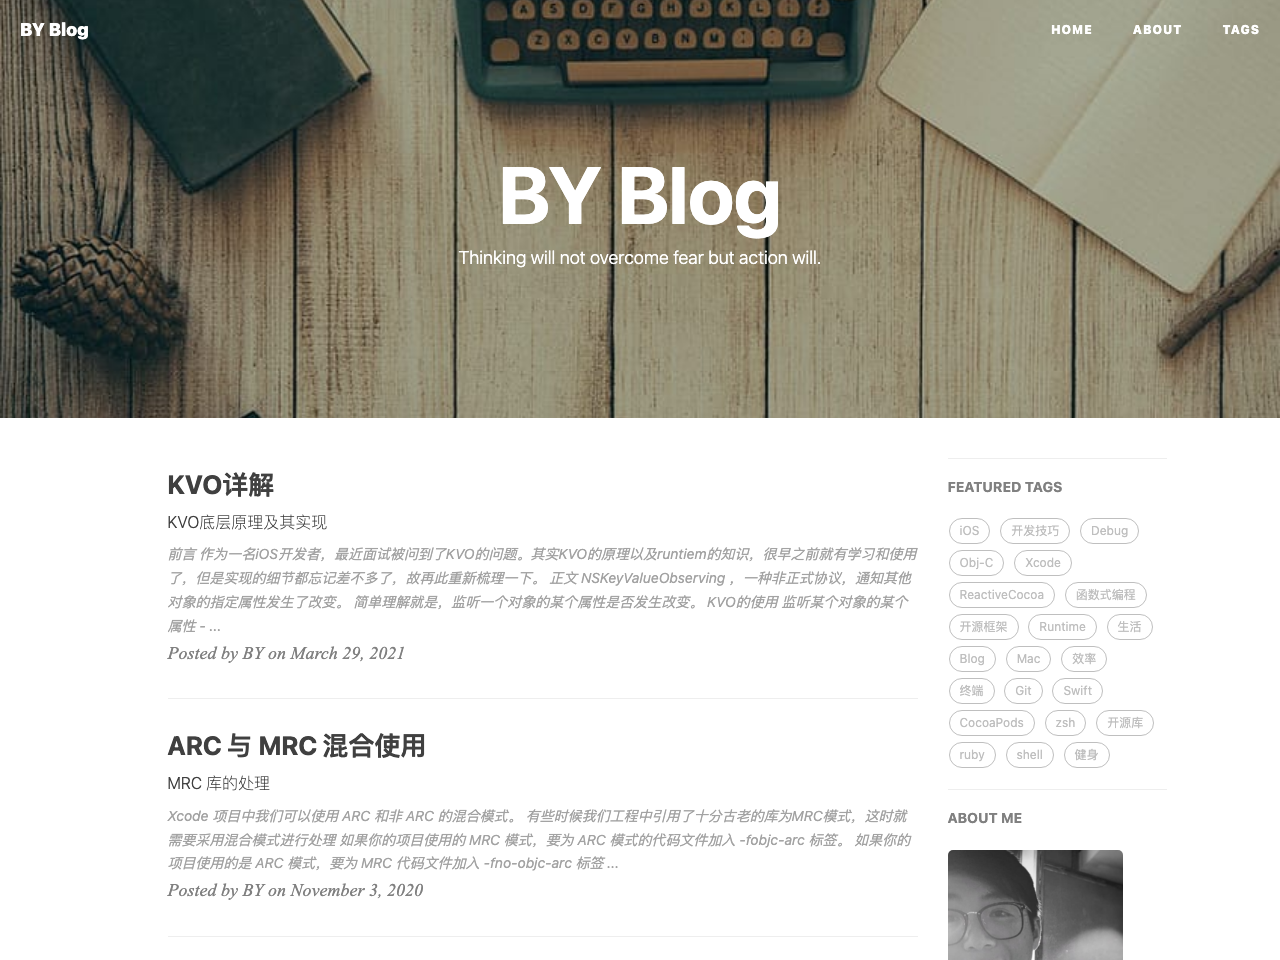 BY Blog
HOME ABOUT TAGS
A S D F G H J K L
Z X C V B N M
BY Blog
Thinking will not overcome fear but action will.
KVO详解
KVO底层原理及其实现
前言 作为一名iOS开发者，最近面试被问到了KVO的问题。其实KVO的原理以及runtiem的知识，很早之前就有学习和使用
了，但是实现的细节都忘记差不多了，故再此重新梳理一下。 正文 NSKeyValueObserving ，一种非正式协议，通知其他
对象的指定属性发生了改变。 简单理解就是，监听一个对象的某个属性是否发生改变。 KVO的使用 监听某个对象的某个
属性 - ...
Posted by BY on March 29, 2021
ARC 与 MRC 混合使用
MRC 库的处理
Xcode 项目中我们可以使用 ARC 和非 ARC 的混合模式。 有些时候我们工程中引用了十分古老的库为MRC模式，这时就
需要采用混合模式进行处理 如果你的项目使用的 MRC 模式，要为 ARC 模式的代码文件加入 -fobjc-arc 标签。 如果你的
项目使用的是 ARC 模式，要为 MRC 代码文件加入 -fno-objc-arc 标签 ...
Posted by BY on November 3, 2020
FEATURED TAGS
iOS 开发技巧 Debug
Obj-C Xcode
ReactiveCocoa 函数式编程
开源框架 Runtime 生活
Blog Mac 效率
终端 Git Swift
CocoaPods zsh 开源库
ruby shell 健身
ABOUT ME